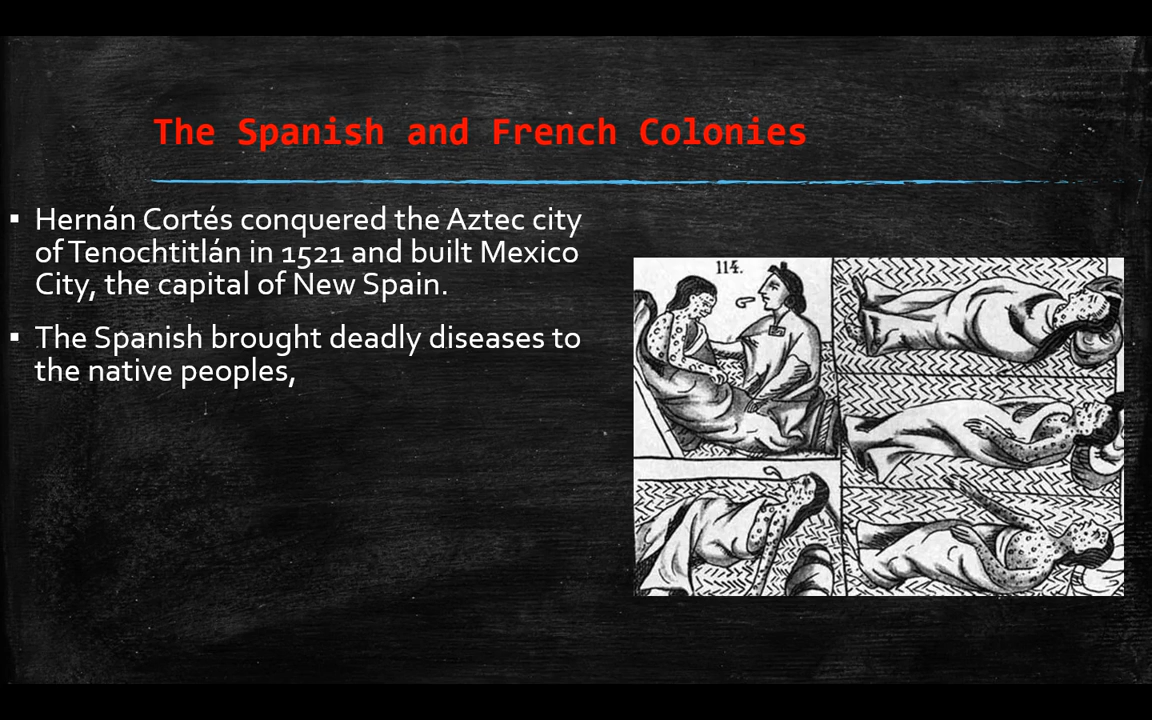 The Spanish and French Colonies
▪ Hernán Cortés conquered the Aztec city
of Tenochtitlán in 1521 and built Mexico
City, the capital of New Spain.
▪ The Spanish brought deadly diseases to
the native peoples,
114.